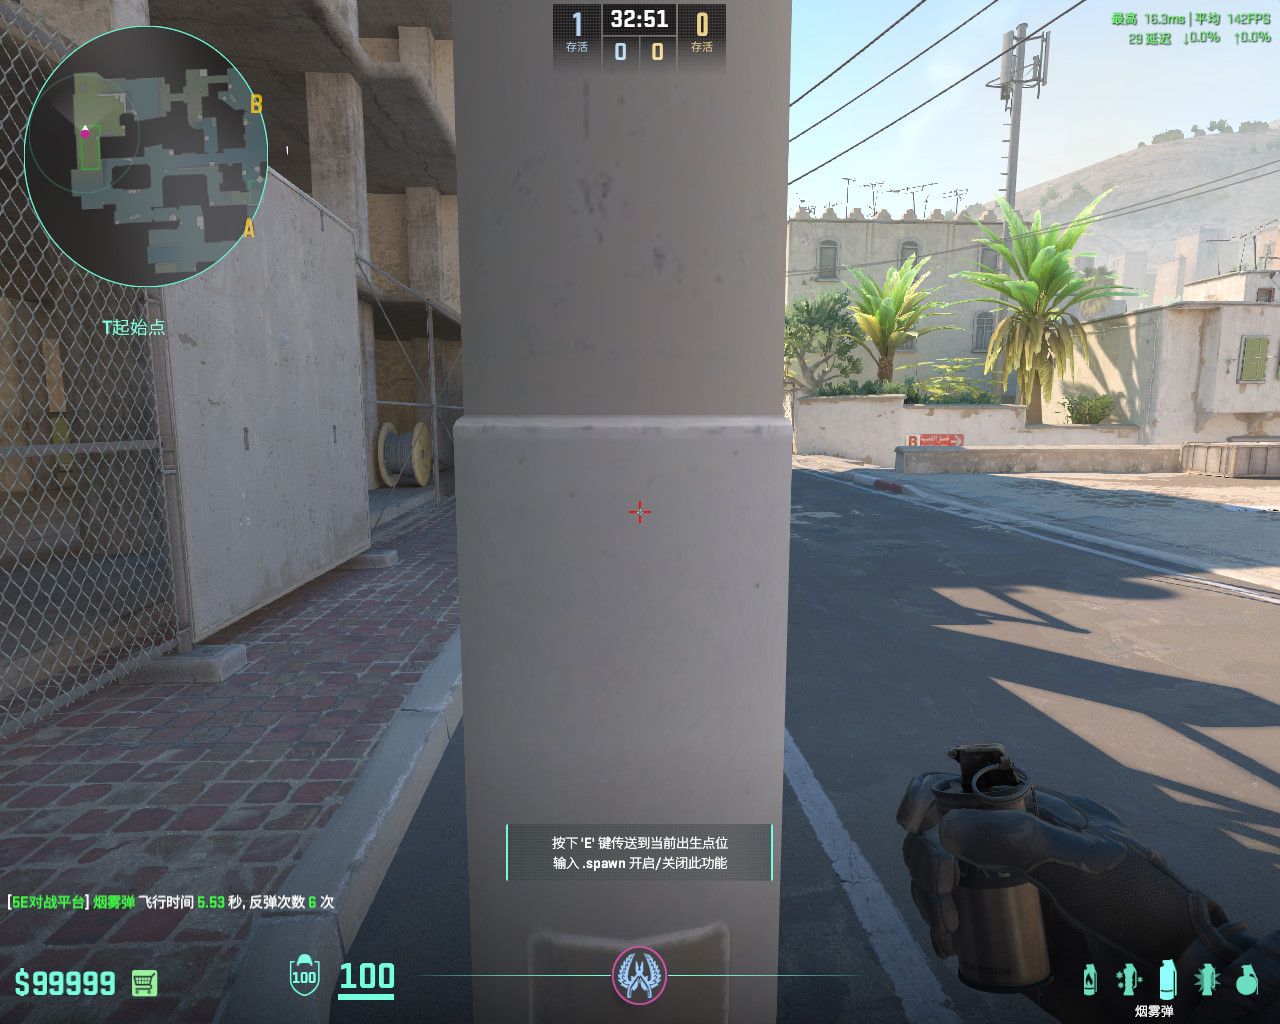 1 32:51 0
存活 0 0 存活
最高 16.3ms | 平均 142FPS
29 延迟 ↓0.0% ↑0.0%
B
A
T起始点
B
按下 'E' 键传送到当前出生点位
输入 .spawn 开启/关闭此功能
[5E对战平台] 烟雾弹 飞行时间 5.53 秒, 反弹次数 6 次
$99999
100
100
烟雾弹